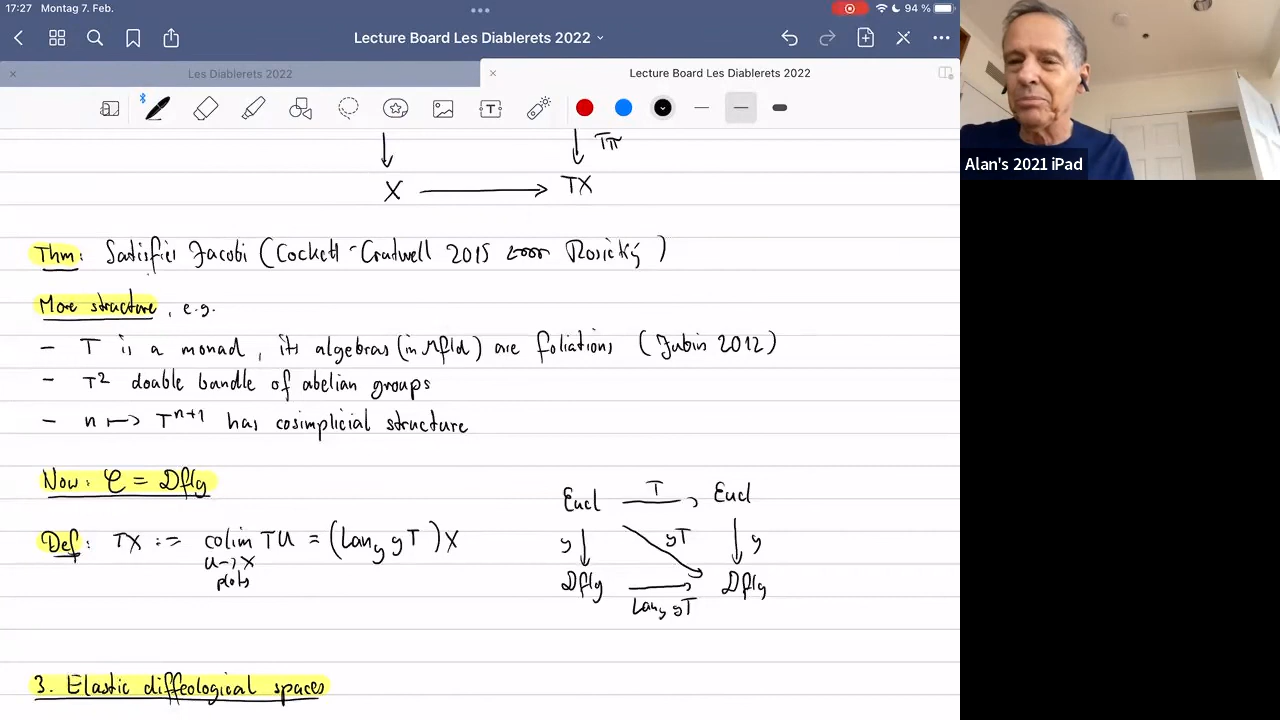 17:27 Montag 7. Feb.
94 %
Lecture Board Les Diablerets 2022
Les Diablerets 2022
Lecture Board Les Diablerets 2022
Alan's 2021 iPad
Tπ
X → TX
Thm: Satisfies Jacobi (Cockett-Crutwell 2015 Rosický)
More structure, e.g.
- T is a monad, its algebras (in Mfld) are foliations (Jubin 2012)
- T² double bundle of abelian groups
- n ↦ Tⁿ⁺¹ has cosimplicial structure
Now: C = Dflg
Eucl T Eucl
Def: TX := colim TU = (Lan_y yT)X
U→X
plots
y yT y
Dflg Dflg
Lan_y yT
3. Elastic diffeological spaces